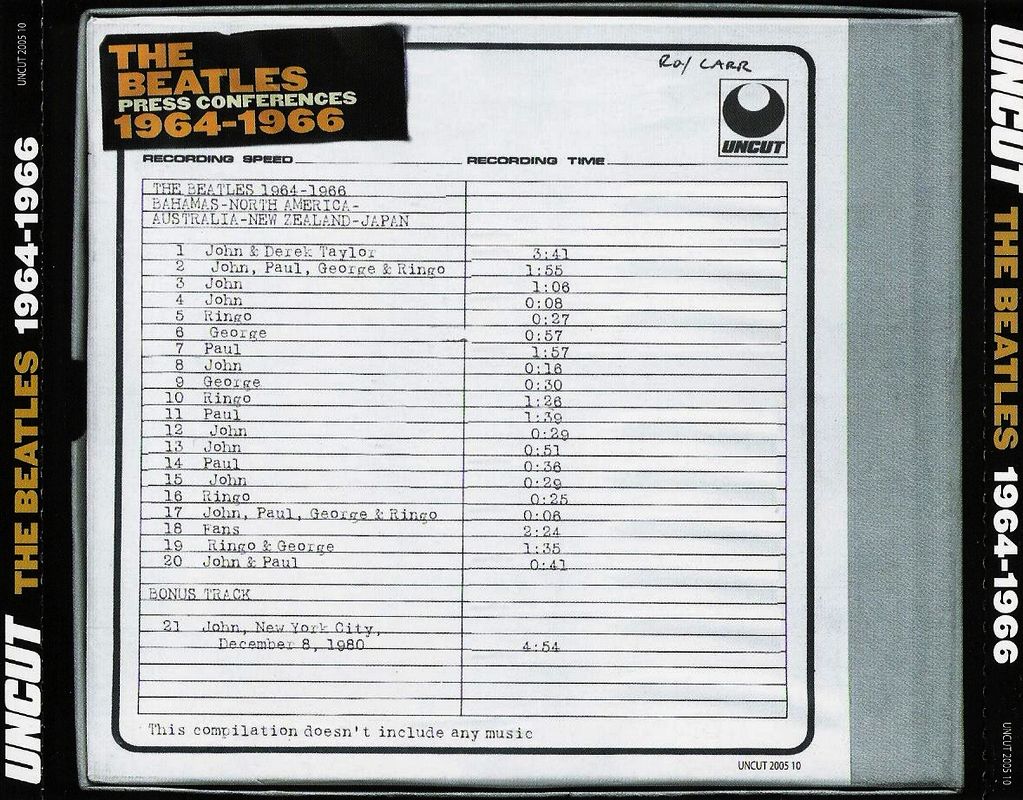 UNCUT 2005 10
UNCUT THE BEATLES 1964-1966
THE
BEATLES
PRESS CONFERENCES
1964-1966
Roy CARR
UNCUT
RECORDING SPEED
RECORDING TIME
THE BEATLES 1964-1966
BAHAMAS-NORTH AMERICA-
AUSTRALIA-NEW ZEALAND-JAPAN
1 John & Derek Taylor 3:41
2 John, Paul, George & Ringo 1:55
3 John 1:06
4 John 0:08
5 Ringo 0:27
6 George 0:57
7 Paul 1:57
8 John 0:16
9 George 0:30
10 Ringo 1:26
11 Paul 1:39
12 John 0:29
13 John 0:51
14 Paul 0:36
15 John 0:29
16 Ringo 0:25
17 John, Paul, George & Ringo 0:06
18 Fans 2:24
19 Ringo & George 1:35
20 John & Paul 0:41
BONUS TRACK
21 John, New York City,
December 8, 1980 4:54
This compilation doesn't include any music
UNCUT 2005 10
UNCUT THE BEATLES 1964-1966
UNCUT 2005 10